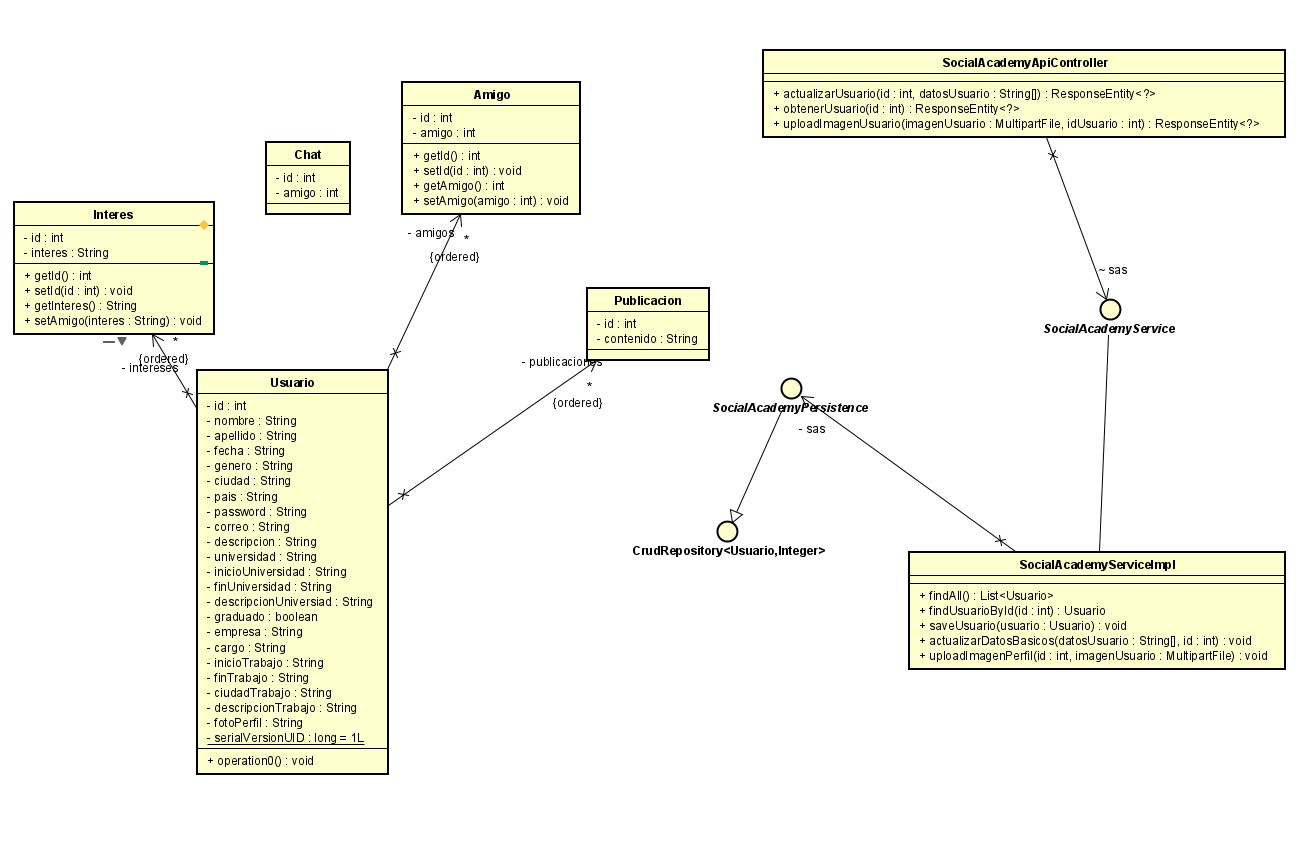 SocialAcademyApiController
+ actualizarUsuario(id : int, datosUsuario : String[]) : ResponseEntity<?>
+ obtenerUsuario(id : int) : ResponseEntity<?>
+ uploadImagenUsuario(imagenUsuario : MultipartFile, idUsuario : int) : ResponseEntity<?>
Amigo
- id : int
- amigo : int
+ getId() : int
+ setId(id : int) : void
+ getAmigo() : int
+ setAmigo(amigo : int) : void
Chat
- id : int
- amigo : int
Interes
- id : int
- interes : String
+ getId() : int
+ setId(id : int) : void
+ getInteres() : String
+ setAmigo(interes : String) : void
- amigos
*
{ordered}
~ sas
SocialAcademyService
Publicacion
- id : int
- contenido : String
*
{ordered}
- intereses
- publicaciones
*
{ordered}
SocialAcademyPersistence
- sas
CrudRepository<Usuario,Integer>
Usuario
- id : int
- nombre : String
- apellido : String
- fecha : String
- genero : String
- ciudad : String
- pais : String
- password : String
- correo : String
- descripcion : String
- universidad : String
- inicioUniversidad : String
- finUniversidad : String
- descripcionUniversiad : String
- graduado : boolean
- empresa : String
- cargo : String
- inicioTrabajo : String
- finTrabajo : String
- ciudadTrabajo : String
- descripcionTrabajo : String
- fotoPerfil : String
- serialVersionUID : long = 1L
+ operation0() : void
SocialAcademyServiceImpl
+ findAll() : List<Usuario>
+ findUsuarioById(id : int) : Usuario
+ saveUsuario(usuario : Usuario) : void
+ actualizarDatosBasicos(datosUsuario : String[], id : int) : void
+ uploadImagenPerfil(id : int, imagenUsuario : MultipartFile) : void